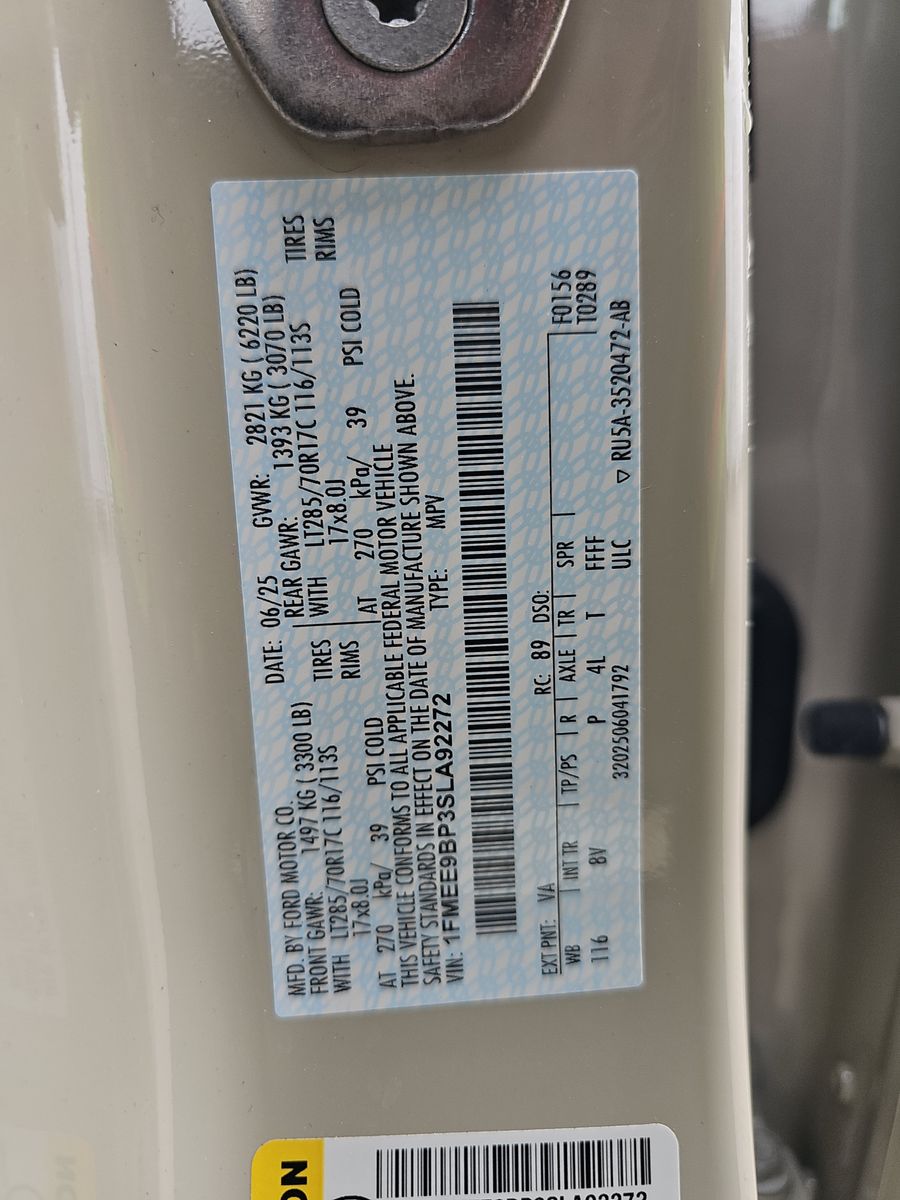 MFD. BY FORD MOTOR CO. DATE: 06/25 GVWR: 2821 KG ( 6220 LB)
FRONT GAWR: 1497 KG ( 3300 LB) REAR GAWR: 1393 KG ( 3070 LB)
WITH LT285/70R17C 116/113S TIRES WITH LT285/70R17C 116/113S TIRES
17x8.0J RIMS 17x8.0J RIMS
AT 270 kPa/ 39 PSI COLD AT 270 kPa/ 39 PSI COLD
THIS VEHICLE CONFORMS TO ALL APPLICABLE FEDERAL MOTOR VEHICLE
SAFETY STANDARDS IN EFFECT ON THE DATE OF MANUFACTURE SHOWN ABOVE.
VIN: 1FMEE9BP3SLA92272 TYPE: MPV
EXT PNT: VA RC: 89 DSO: F0156
WB INT TR TP/PS R AXLE TR SPR T0289
116 8V P 4L T FFFF
3202506041792 ULC ▽ RU5A-3520472-AB